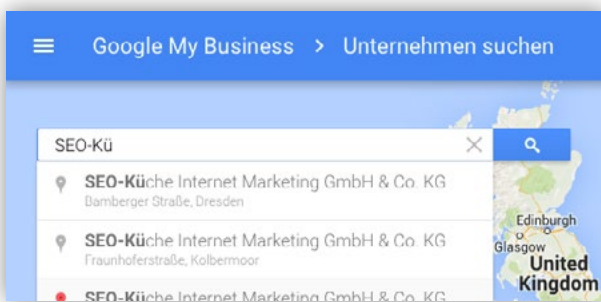 Google My Business > Unternehmen suchen
SEO-Kü
SEO-Küche Internet Marketing GmbH & Co. KG
Bamberger Straße, Dresden
SEO-Küche Internet Marketing GmbH & Co. KG
Fraunhoferstraße, Kolbermoor
SEO-Küche Internet Marketing GmbH & Co. KG
Edinburgh
Glasgow
United
Kingdom